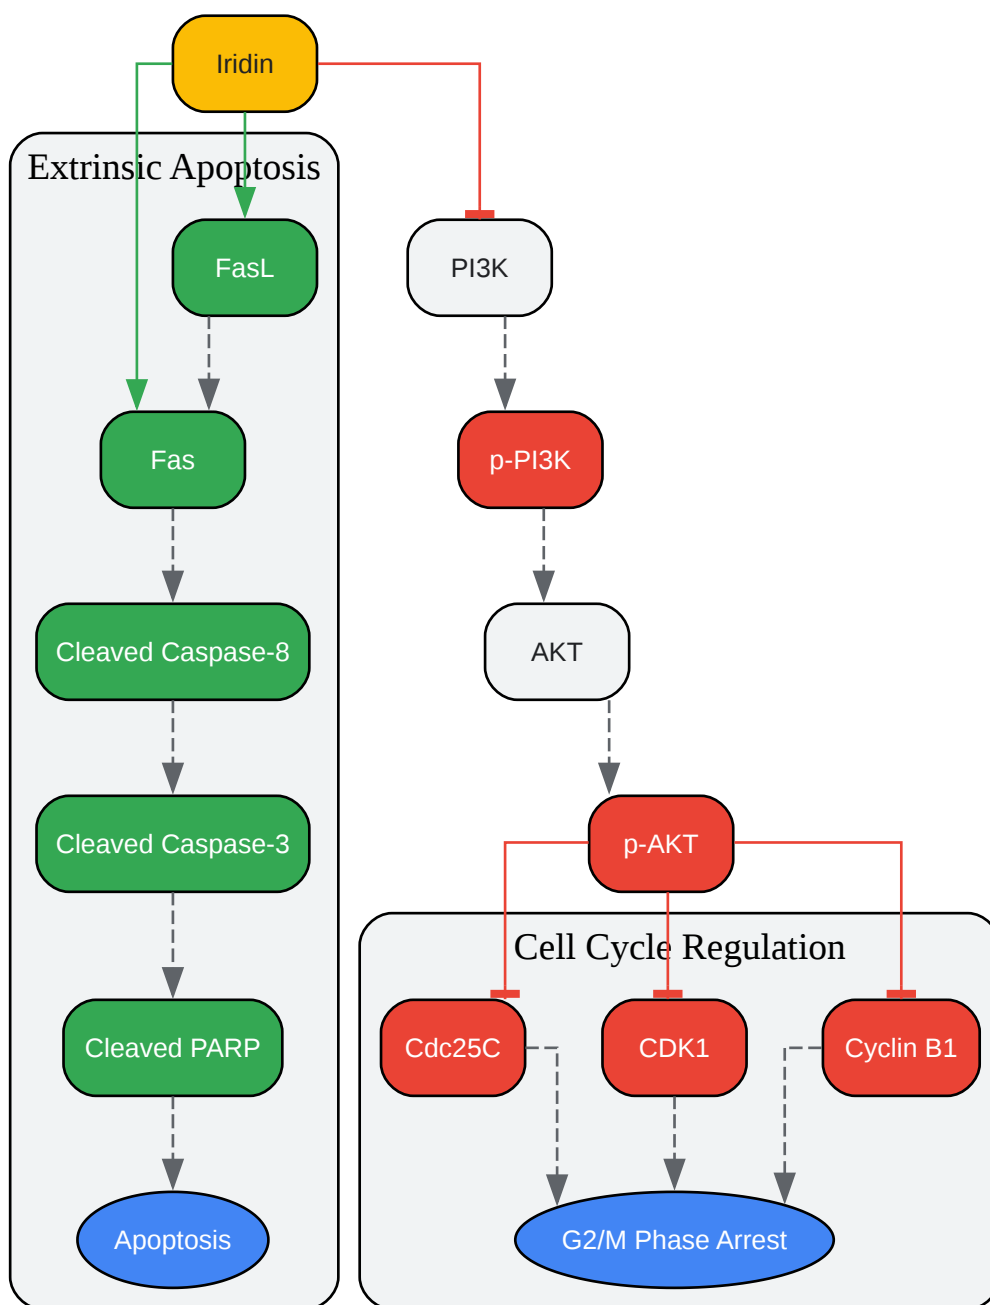 Iridin
Extrinsic Apoptosis
FasL
PI3K
Fas
p-PI3K
Cleaved Caspase-8
AKT
Cleaved Caspase-3
p-AKT
Cell Cycle Regulation
Cleaved PARP
Cdc25C
CDK1
Cyclin B1
Apoptosis
G2/M Phase Arrest